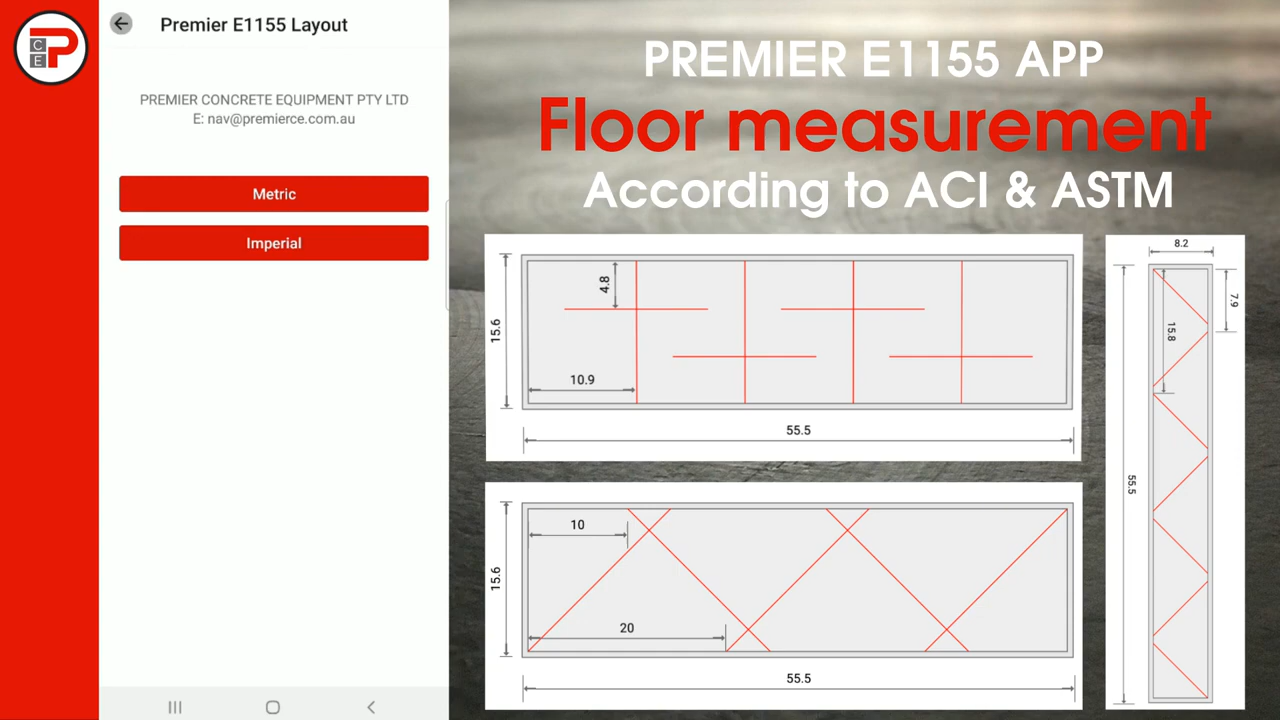 CE
P
Premier E1155 Layout
PREMIER CONCRETE EQUIPMENT PTY LTD
E: nav@premierce.com.au
Metric
Imperial
PREMIER E1155 APP
Floor measurement
According to ACI & ASTM
4.8
15.6
10.9
55.5
10
15.6
20
55.5
8.2
7.9
15.8
55.5